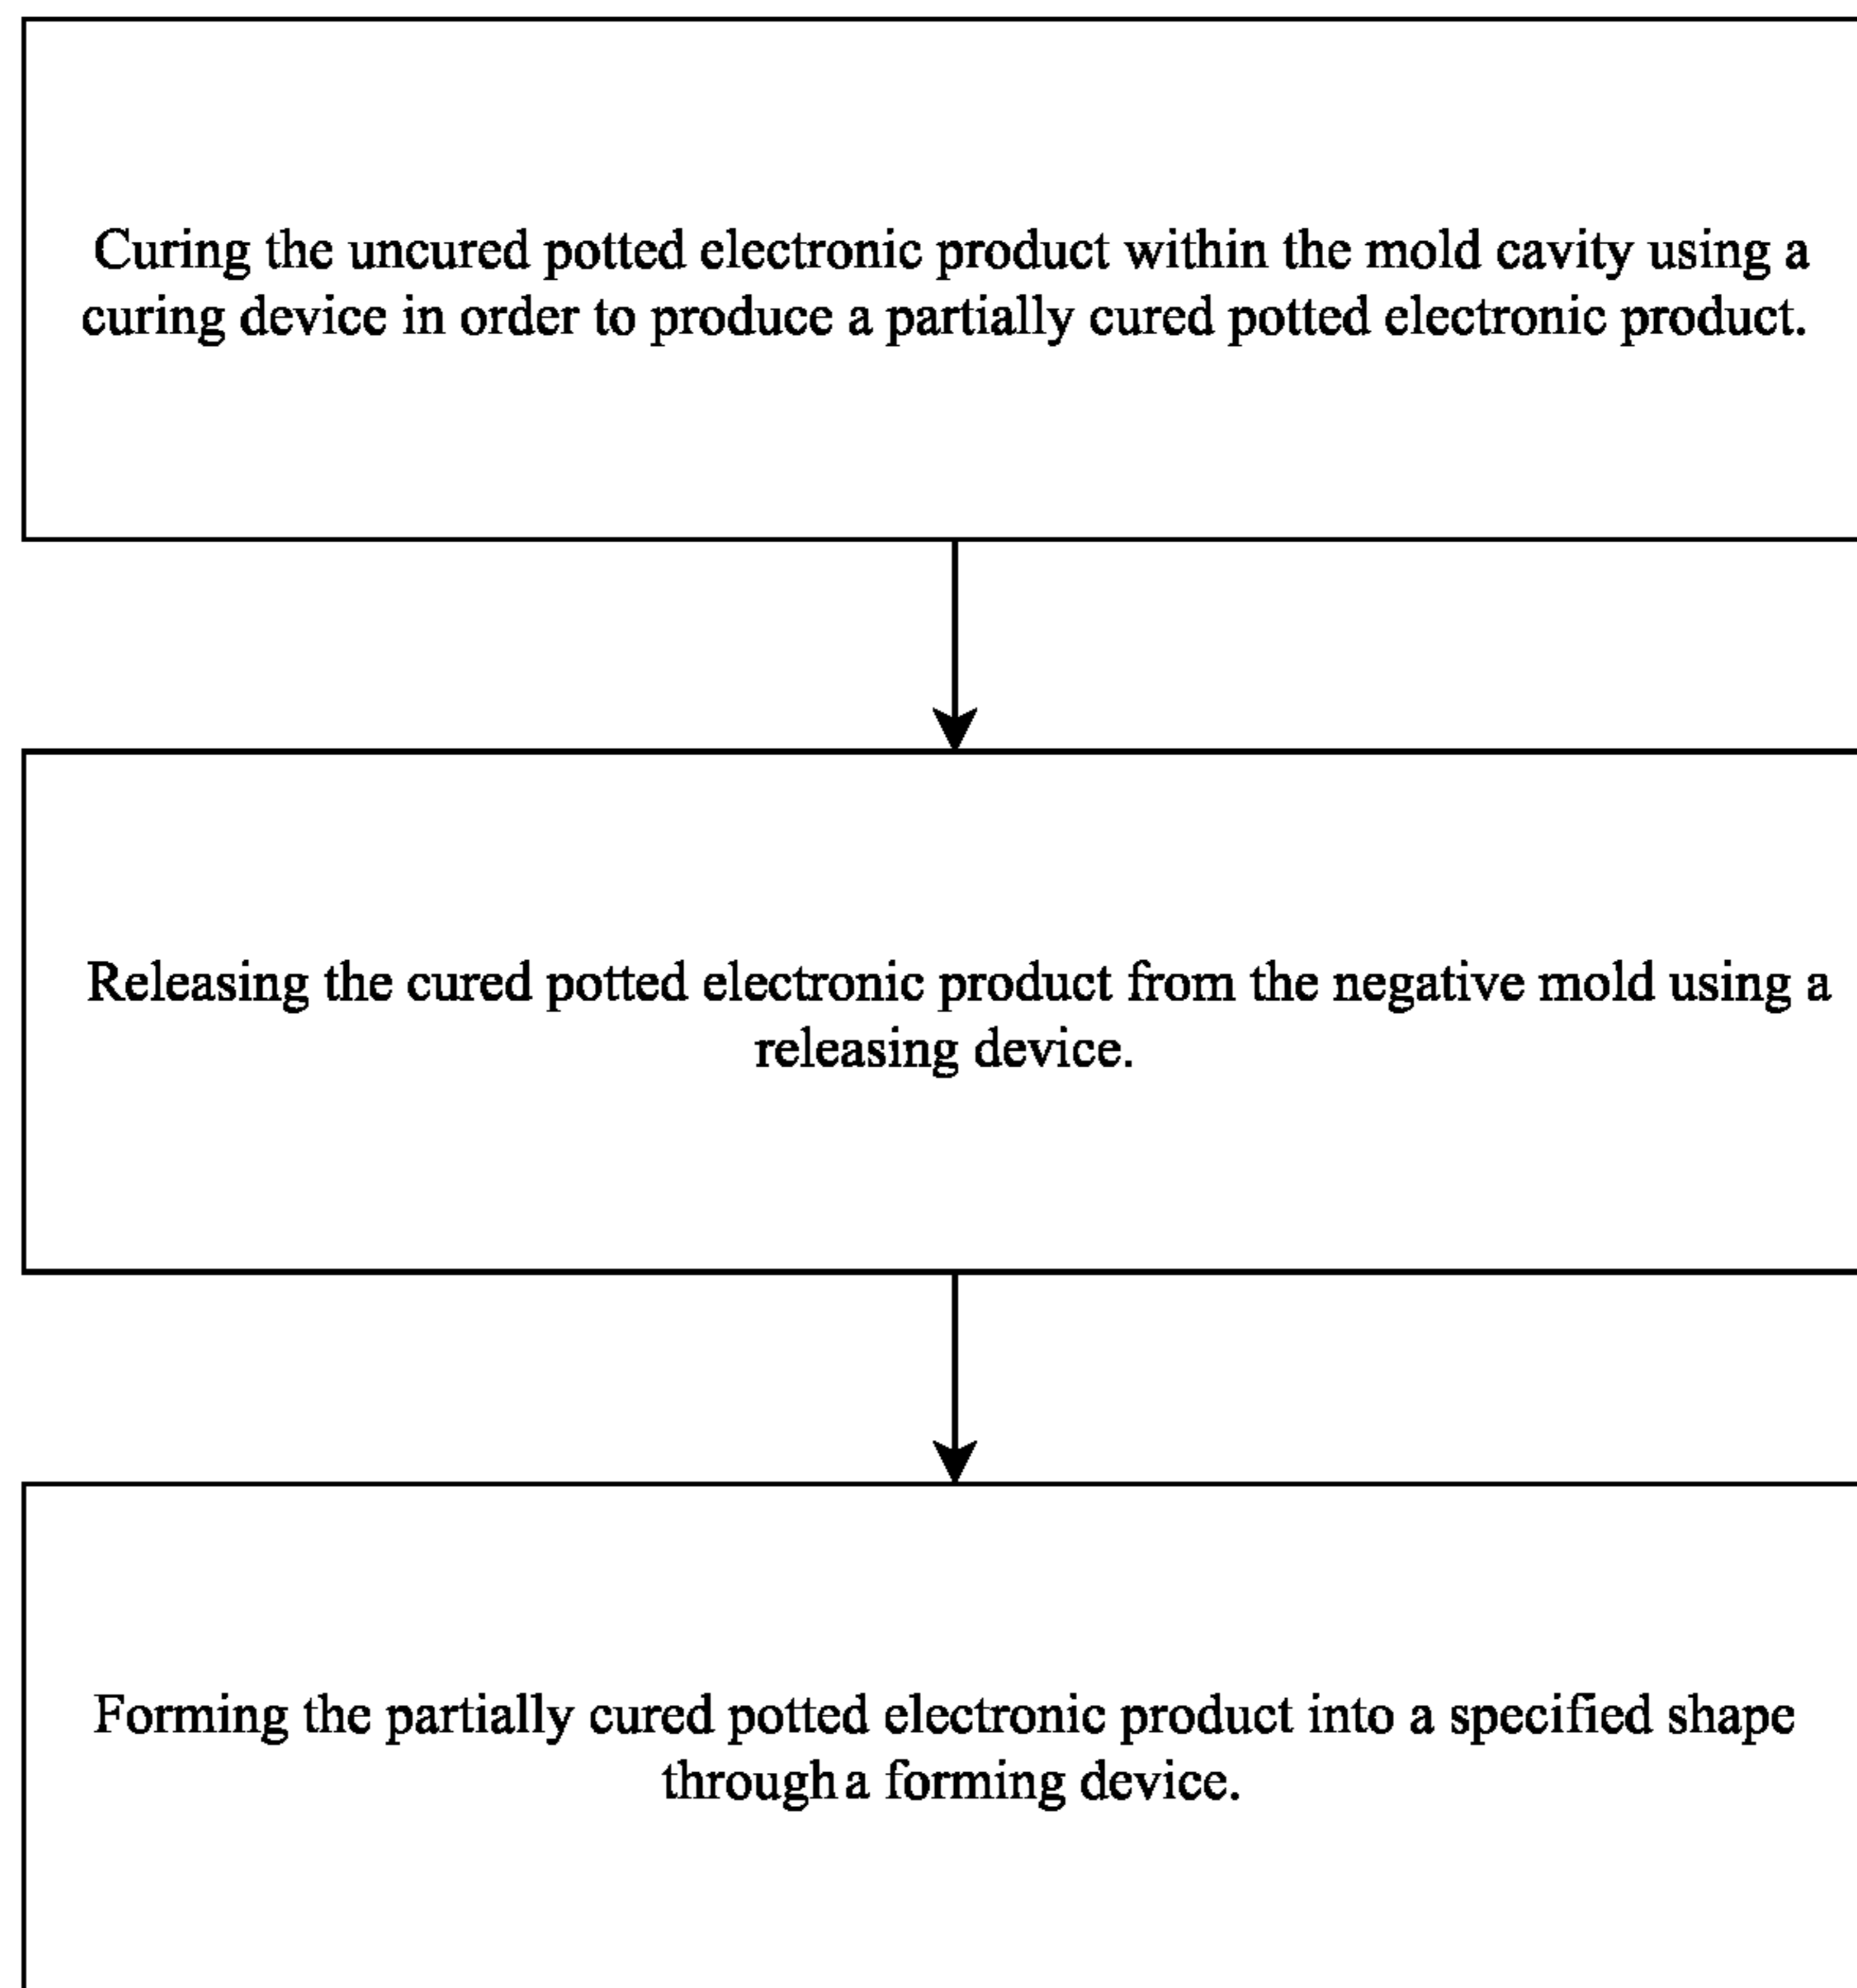 Curing the uncured potted electronic product within the mold cavity using a
curing device in order to produce a partially cured potted electronic product.
Releasing the cured potted electronic product from the negative mold using a
releasing device.
Forming the partially cured potted electronic product into a specified shape
through a forming device.